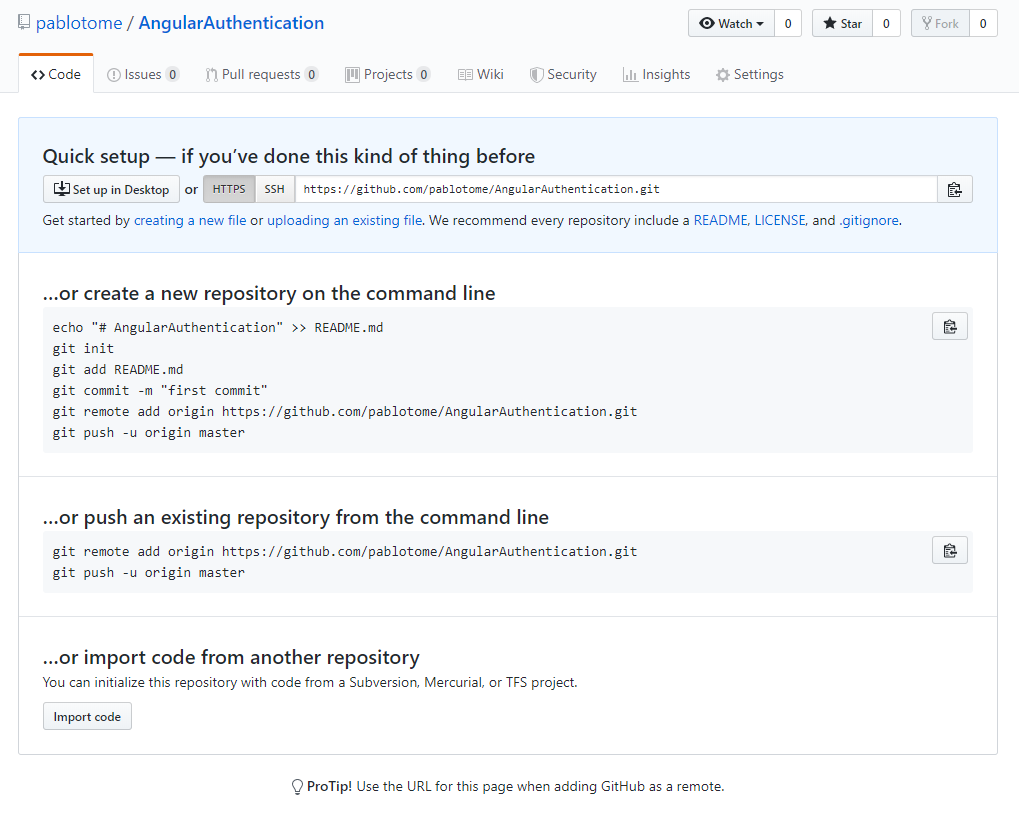 pablotome / AngularAuthentication
Watch 0 Star 0 Fork 0
Code Issues 0 Pull requests 0 Projects 0 Wiki Security Insights Settings
Quick setup — if you’ve done this kind of thing before
Set up in Desktop or HTTPS SSH https://github.com/pablotome/AngularAuthentication.git
Get started by creating a new file or uploading an existing file. We recommend every repository include a README, LICENSE, and .gitignore.
…or create a new repository on the command line
echo "# AngularAuthentication" >> README.md
git init
git add README.md
git commit -m "first commit"
git remote add origin https://github.com/pablotome/AngularAuthentication.git
git push -u origin master
…or push an existing repository from the command line
git remote add origin https://github.com/pablotome/AngularAuthentication.git
git push -u origin master
…or import code from another repository
You can initialize this repository with code from a Subversion, Mercurial, or TFS project.
Import code
ProTip! Use the URL for this page when adding GitHub as a remote.